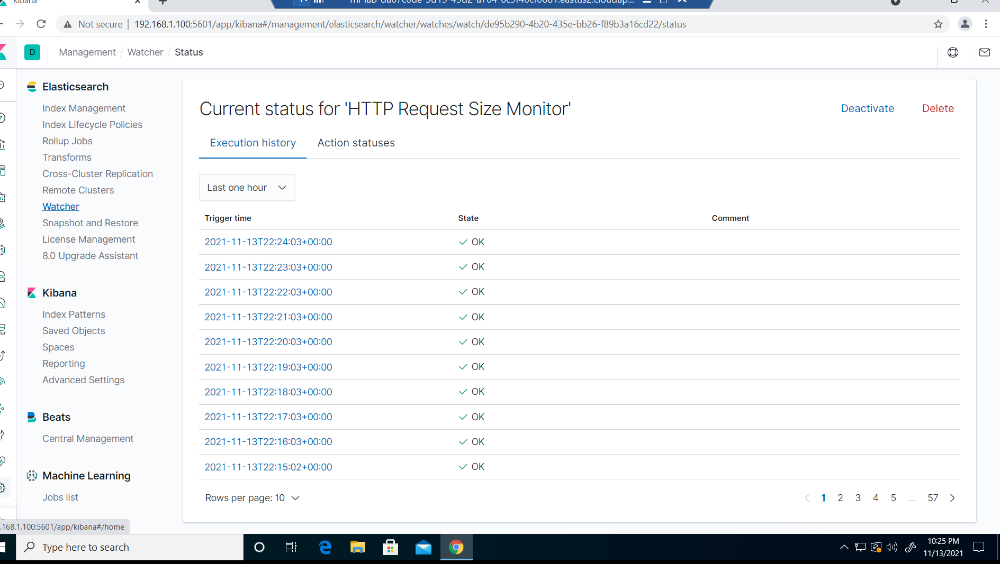 Kibana
Not secure | 192.168.1.100:5601/app/kibana#/management/elasticsearch/watcher/watches/watch/de95b290-4b20-435e-bb26-f89b3a16cd22/status
D Management / Watcher / Status
Elasticsearch
Index Management
Index Lifecycle Policies
Rollup Jobs
Transforms
Cross-Cluster Replication
Remote Clusters
Watcher
Snapshot and Restore
License Management
8.0 Upgrade Assistant
Kibana
Index Patterns
Saved Objects
Spaces
Reporting
Advanced Settings
Beats
Central Management
Machine Learning
Jobs list
Current status for 'HTTP Request Size Monitor'
Deactivate
Delete
Execution history
Action statuses
Last one hour
Trigger time State Comment
2021-11-13T22:24:03+00:00 OK
2021-11-13T22:23:03+00:00 OK
2021-11-13T22:22:03+00:00 OK
2021-11-13T22:21:03+00:00 OK
2021-11-13T22:20:03+00:00 OK
2021-11-13T22:19:03+00:00 OK
2021-11-13T22:18:03+00:00 OK
2021-11-13T22:17:03+00:00 OK
2021-11-13T22:16:03+00:00 OK
2021-11-13T22:15:02+00:00 OK
Rows per page: 10
1 2 3 4 5 ... 57
.168.1.100:5601/app/kibana#/home
Type here to search
10:25 PM
11/13/2021